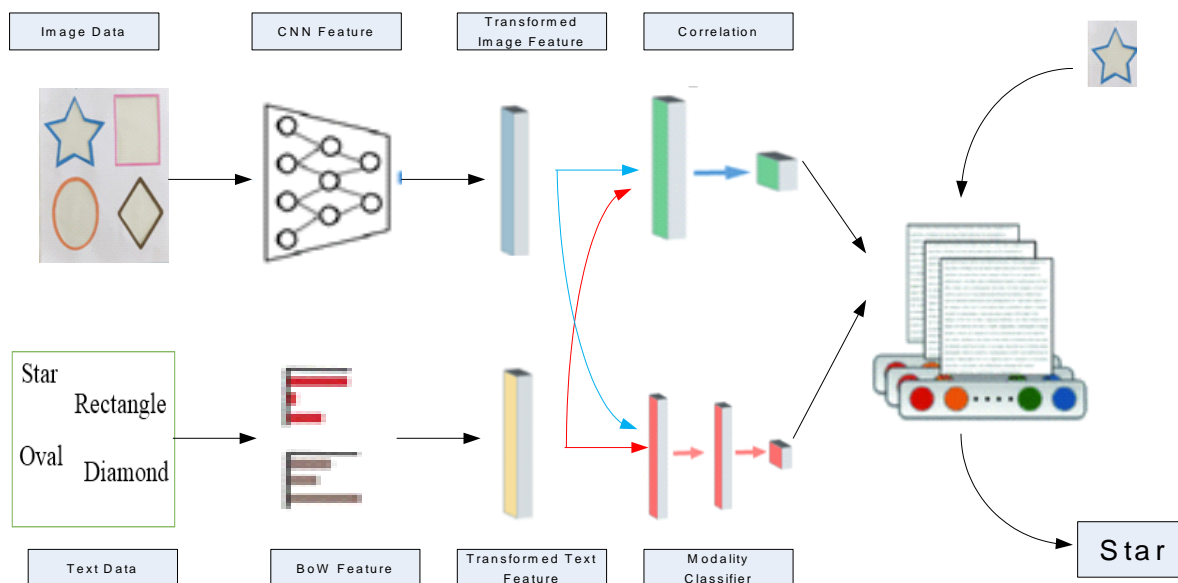 Image Data
CNN Feature
Transformed
Image Feature
Correlation
Star
Rectangle
Oval
Diamond
Text Data
BoW Feature
Transformed Text
Feature
Modality
Classifier
Star